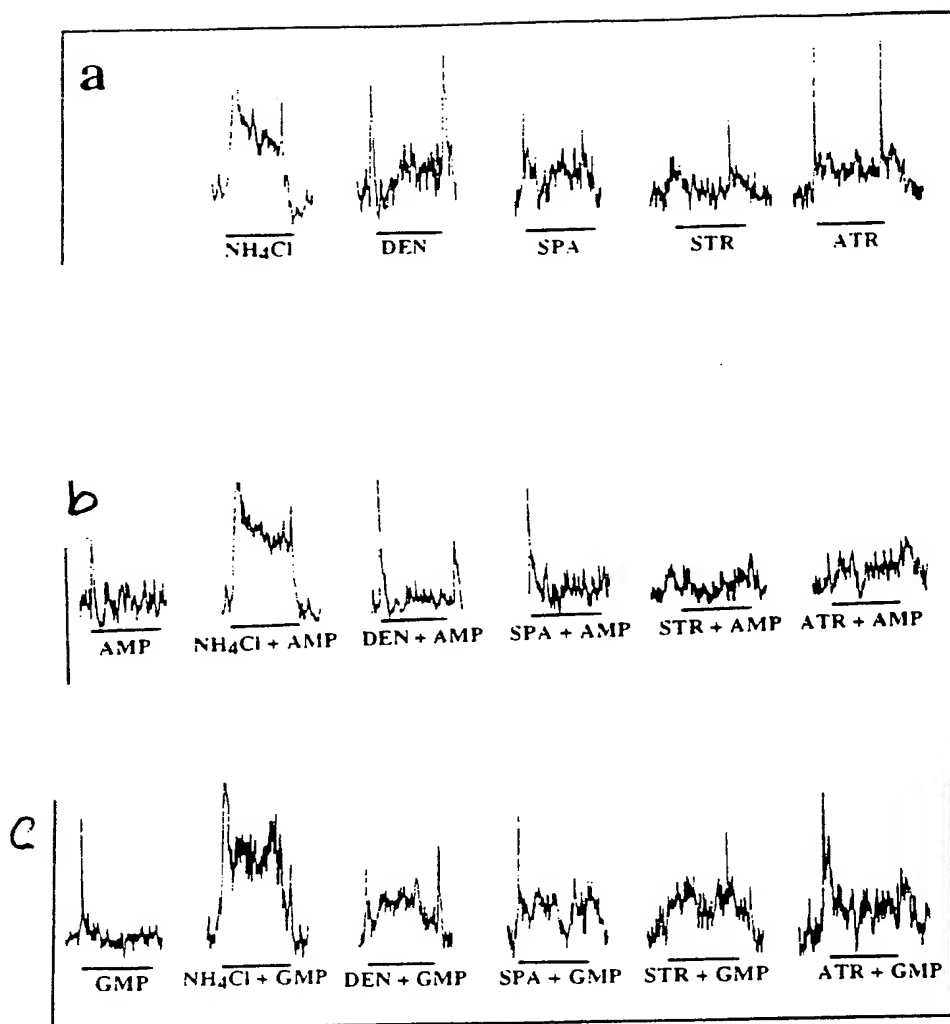 a
NH₄Cl DEN SPA STR ATR
b
AMP NH₄Cl + AMP DEN + AMP SPA + AMP STR + AMP ATR + AMP
C
GMP NH₄Cl + GMP DEN + GMP SPA + GMP STR + GMP ATR + GMP